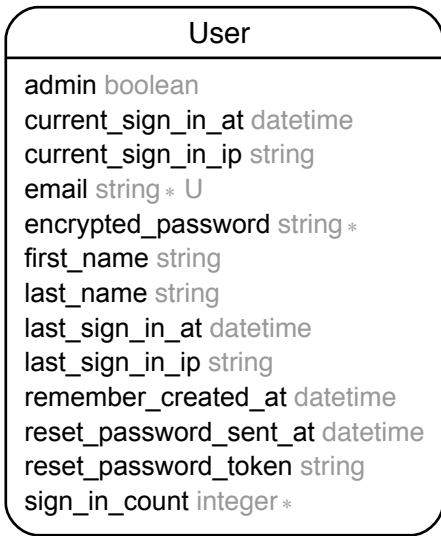 User
admin boolean
current_sign_in_at datetime
current_sign_in_ip string
email string ∗ U
encrypted_password string ∗
first_name string
last_name string
last_sign_in_at datetime
last_sign_in_ip string
remember_created_at datetime
reset_password_sent_at datetime
reset_password_token string
sign_in_count integer ∗